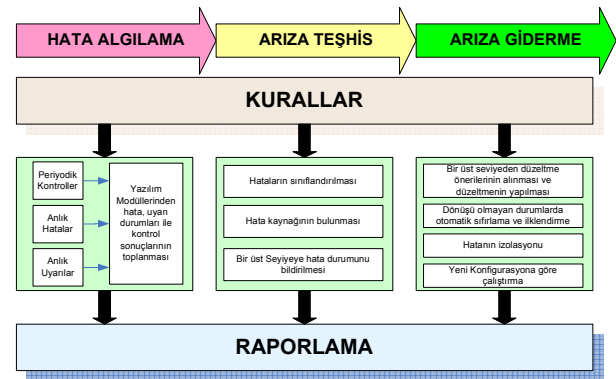 HATA ALGILAMA
ARIZA TEŞHİS
ARIZA GİDERME
KURALLAR
Periyodik
Kontroller
Anlık
Hatalar
Anlık
Uyarılar
Yazılım
Modüllerinden
hata, uyarı
durumları ile
kontrol
sonuçlarının
toplanması
Hataların sınıflandırılması
Hata kaynağının bulunması
Bir üst Seviyeye hata durumunu
bildirilmesi
Bir üst seviyeden düzeltme
önerilerinin alınması ve
düzeltmenin yapılması
Dönüşü olmayan durumlarda
otomatik sıfırlama ve ilklendirme
Hatanın izolasyonu
Yeni Konfigurasyona göre
çalıştırma
RAPORLAMA